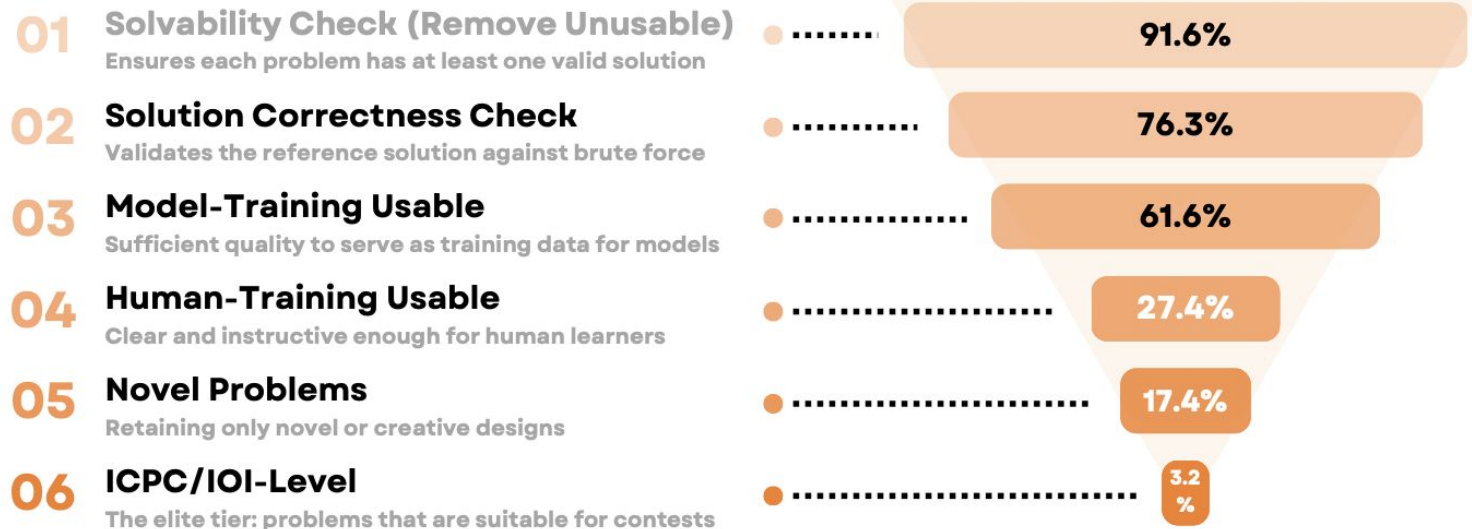 01 Solvability Check (Remove Unusable) 91.6%
Ensures each problem has at least one valid solution
02 Solution Correctness Check 76.3%
Validates the reference solution against brute force
03 Model-Training Usable 61.6%
Sufficient quality to serve as training data for models
04 Human-Training Usable 27.4%
Clear and instructive enough for human learners
05 Novel Problems 17.4%
Retaining only novel or creative designs
06 ICPC/IOI-Level 3.2
%
The elite tier: problems that are suitable for contests